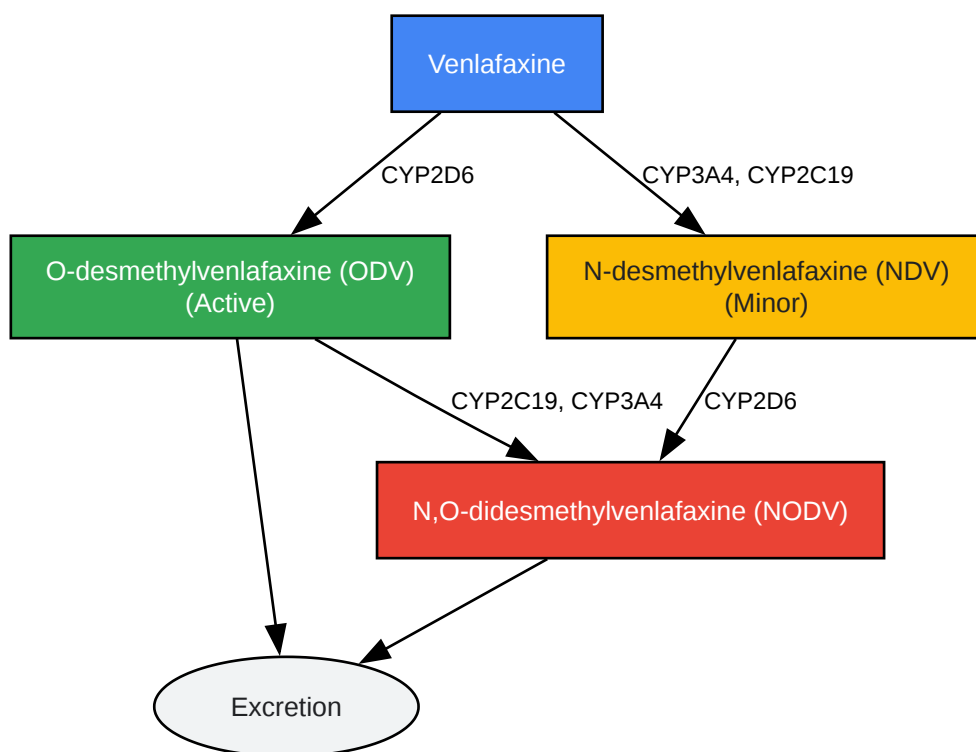 Venlafaxine
CYP2D6
CYP3A4, CYP2C19
O-desmethylvenlafaxine (ODV)
(Active)
N-desmethylvenlafaxine (NDV)
(Minor)
CYP2C19, CYP3A4
CYP2D6
N,O-didesmethylvenlafaxine (NODV)
Excretion